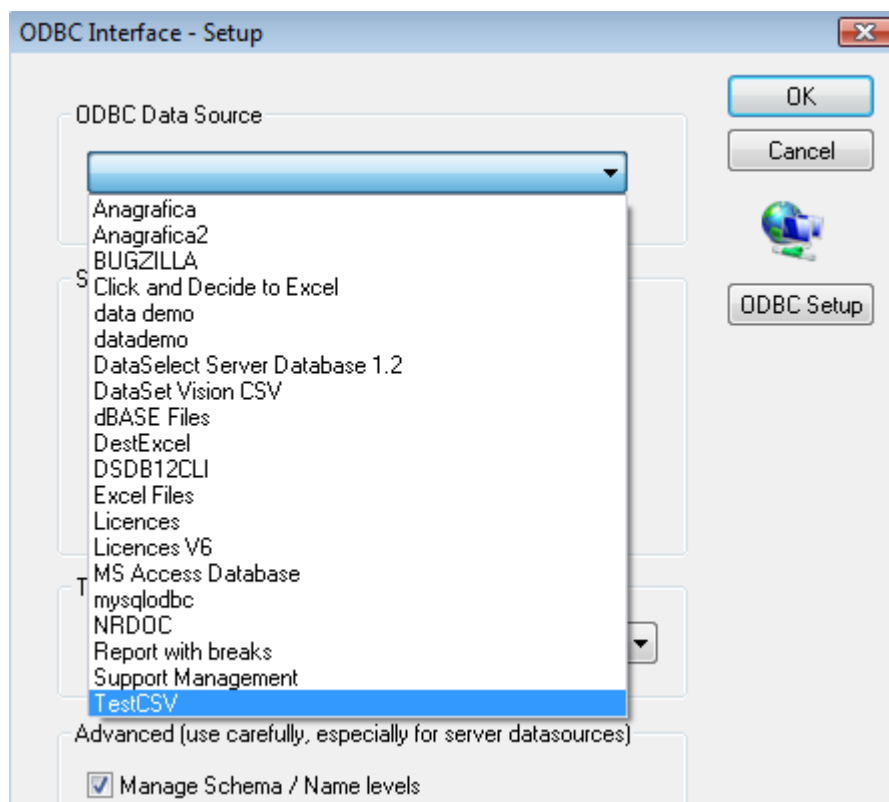 ODBC Interface - Setup
ODBC Data Source
OK
Cancel
ODBC Setup
Anagrafica
Anagrafica2
BUGZILLA
S
Click and Decide to Excel
data demo
datademo
DataSelect Server Database 1.2
DataSet Vision CSV
dBASE Files
DestExcel
DSDB12CLI
Excel Files
Licences
Licences V6
MS Access Database
T
mysqlodbc
NRDOC
Report with breaks
Support Management
TestCSV
Advanced (use carefully, especially for server datasources)
Manage Schema / Name levels